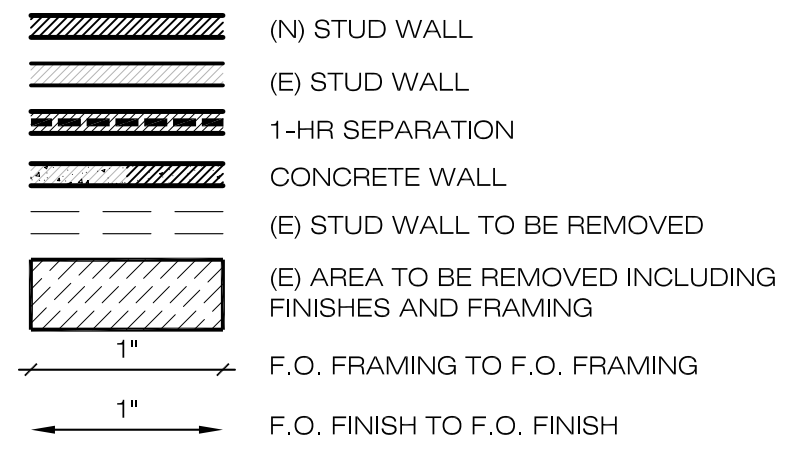 (N) STUD WALL
(E) STUD WALL
1-HR SEPARATION
CONCRETE WALL
(E) STUD WALL TO BE REMOVED
(E) AREA TO BE REMOVED INCLUDING
FINISHES AND FRAMING
1"
F.O. FRAMING TO F.O. FRAMING
1"
F.O. FINISH TO F.O. FINISH